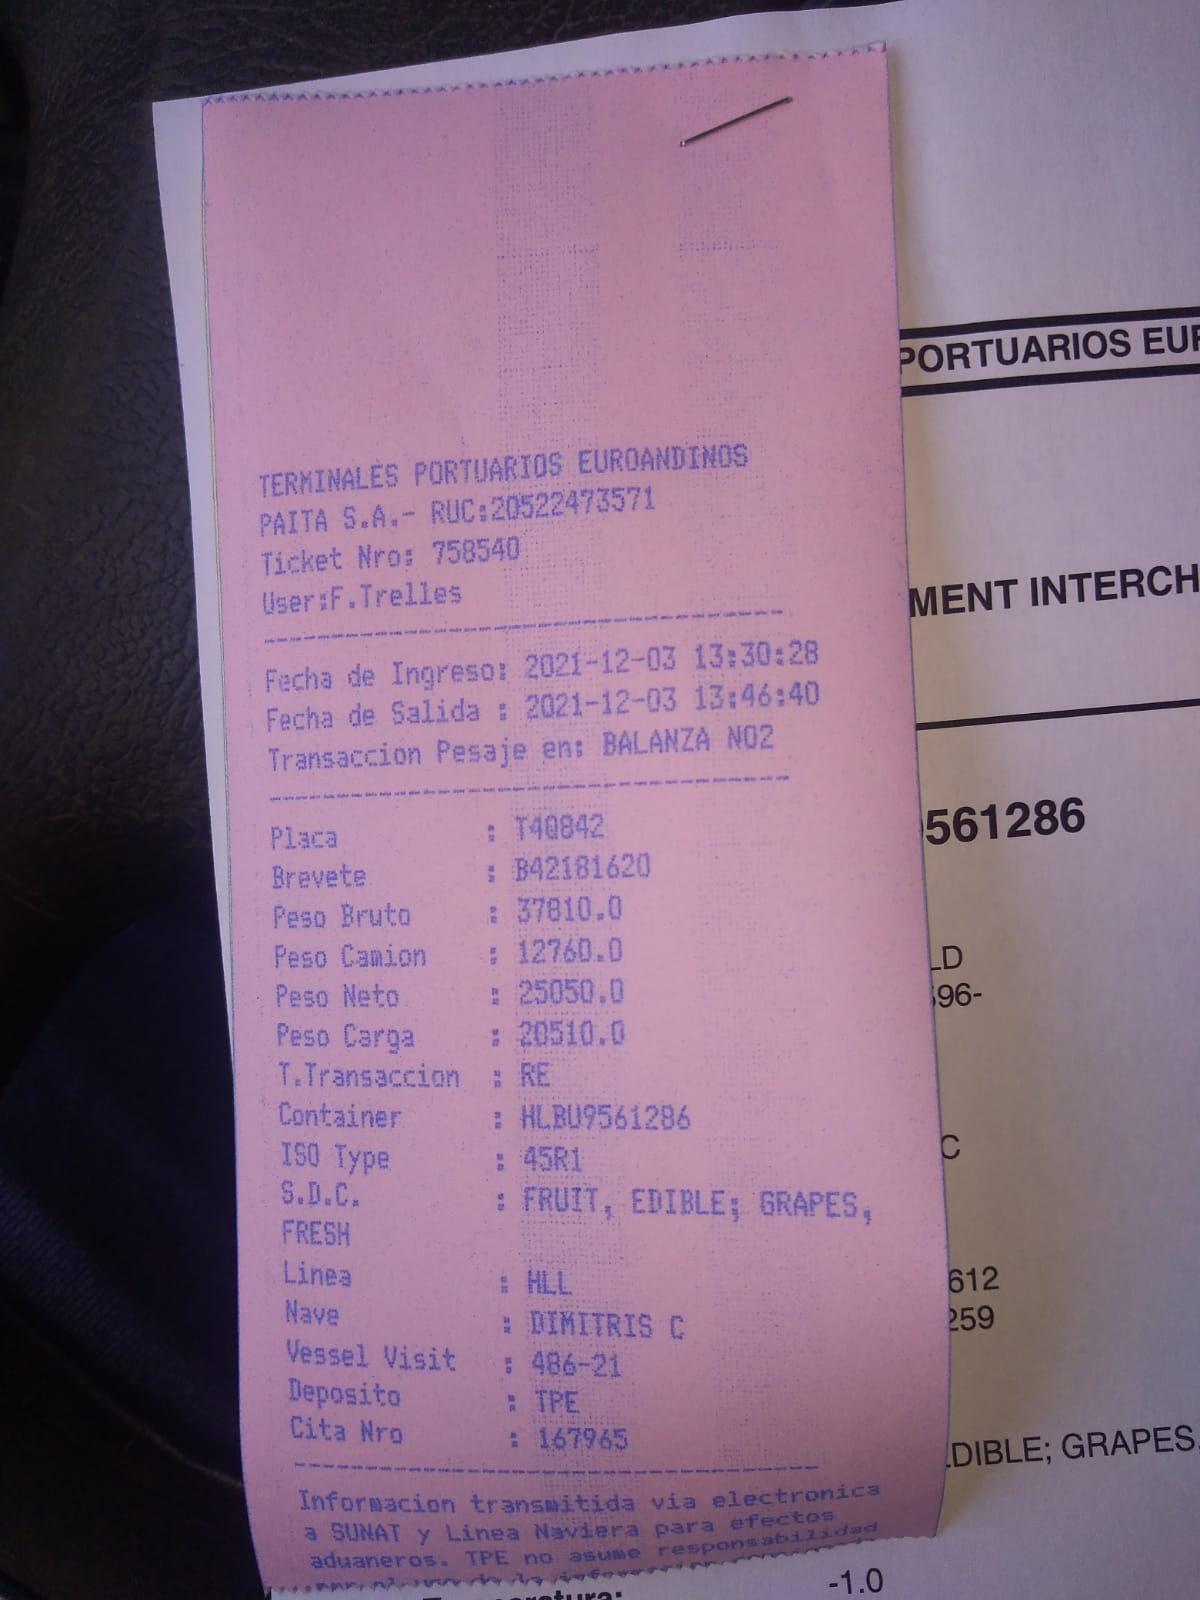 TERMINALES PORTUARIOS EUROANDINOS
PAITA S.A.- RUC:20522473571
Ticket Nro: 758540
User:F.Trelles
Fecha de Ingreso: 2021-12-03 13:30:28
Fecha de Salida : 2021-12-03 13:46:40
Transaccion Pesaje en: BALANZA NO2
Placa : T4Q842
Brevete : B42181620
Peso Bruto : 37810.0
Peso Camion : 12760.0
Peso Neto : 25050.0
Peso Carga : 20510.0
T.Transaccion : RE
Container : HLBU9561286
ISO Type : 45R1
S.D.C. : FRUIT, EDIBLE; GRAPES,
FRESH
Linea : HLL
Nave : DIMITRIS C
Vessel Visit : 486-21
Deposito : TPE
Cita Nro : 167965
Informacion transmitida via electronica
a SUNAT y Linea Naviera para efectos
aduaneros. TPE no asume responsabilidad
PORTUARIOS EUR
MENT INTERCH
561286
LD
696-
C
612
259
EDIBLE; GRAPES,
-1.0